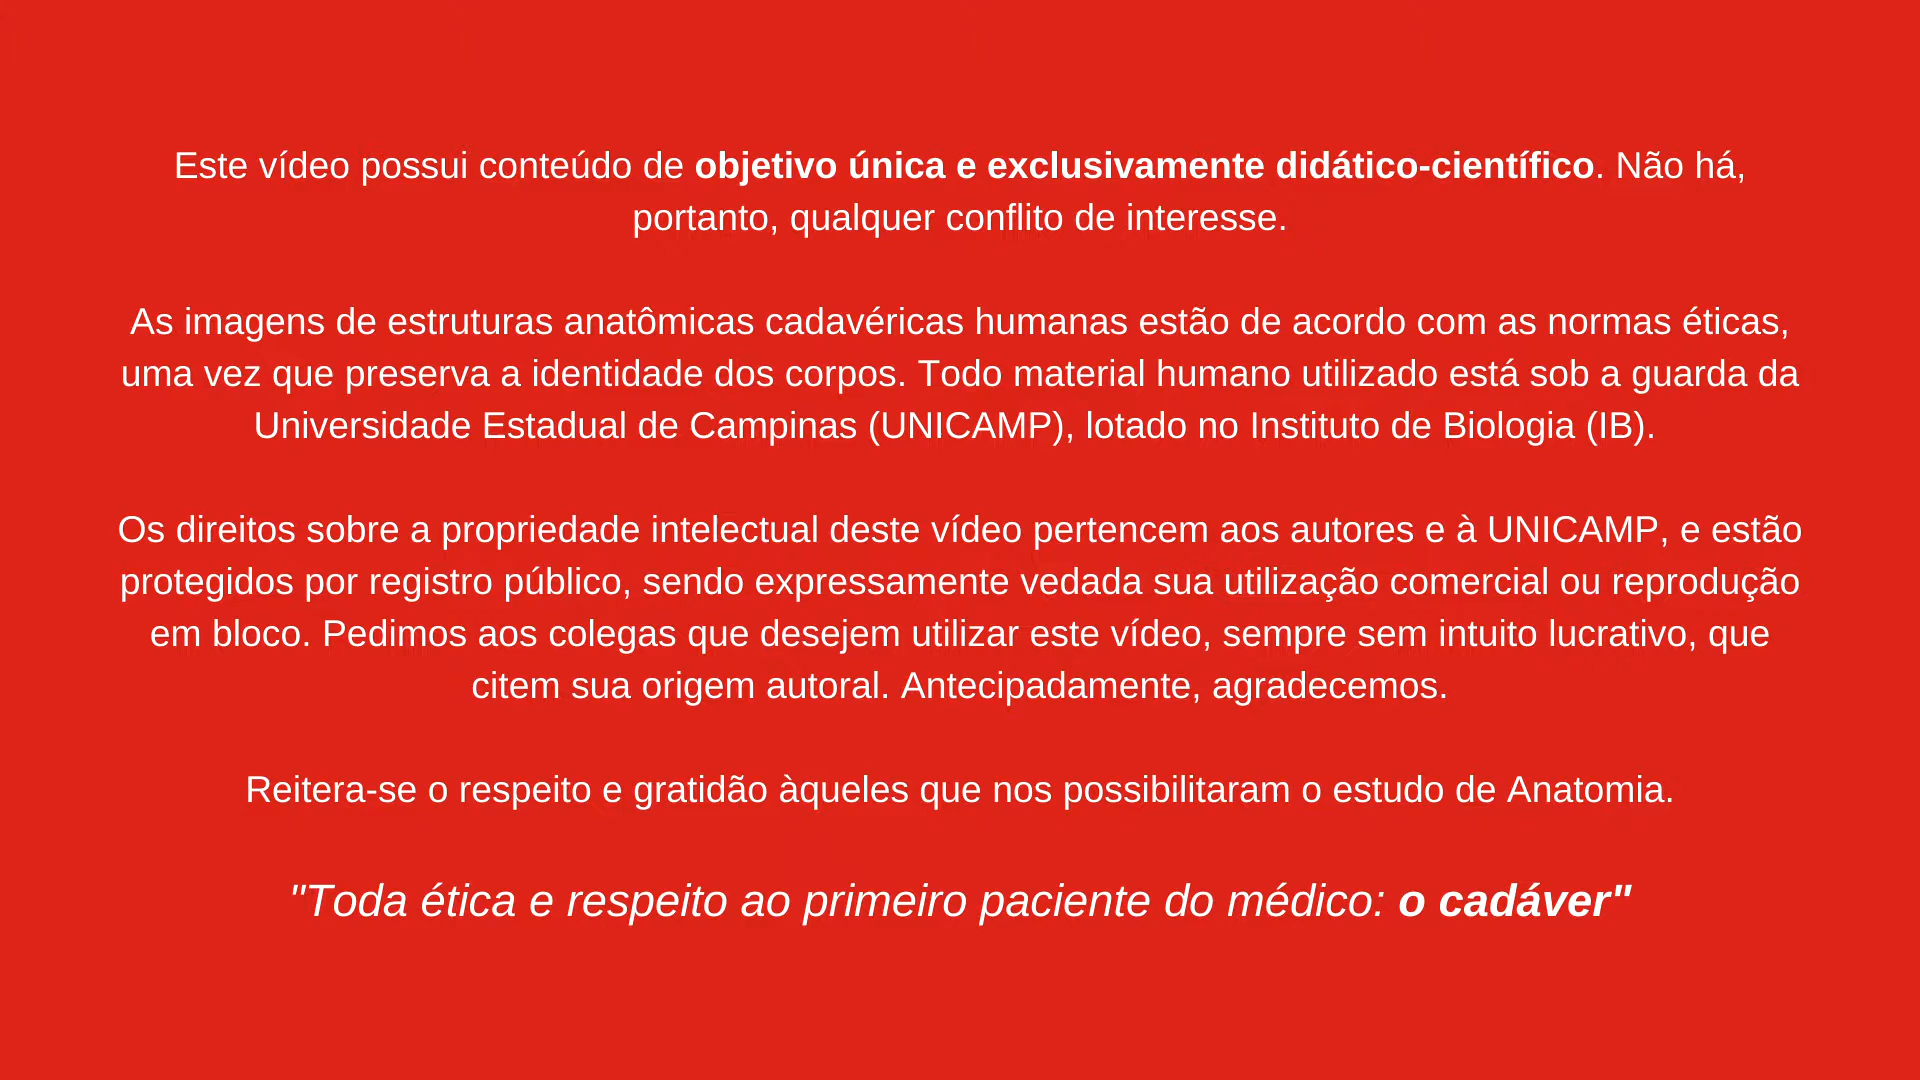 Este vídeo possui conteúdo de objetivo única e exclusivamente didático-científico. Não há,
portanto, qualquer conflito de interesse.
As imagens de estruturas anatômicas cadavéricas humanas estão de acordo com as normas éticas,
uma vez que preserva a identidade dos corpos. Todo material humano utilizado está sob a guarda da
Universidade Estadual de Campinas (UNICAMP), lotado no Instituto de Biologia (IB).
Os direitos sobre a propriedade intelectual deste vídeo pertencem aos autores e à UNICAMP, e estão
protegidos por registro público, sendo expressamente vedada sua utilização comercial ou reprodução
em bloco. Pedimos aos colegas que desejem utilizar este vídeo, sempre sem intuito lucrativo, que
citem sua origem autoral. Antecipadamente, agradecemos.
Reitera-se o respeito e gratidão àqueles que nos possibilitaram o estudo de Anatomia.
"Toda ética e respeito ao primeiro paciente do médico: o cadáver"